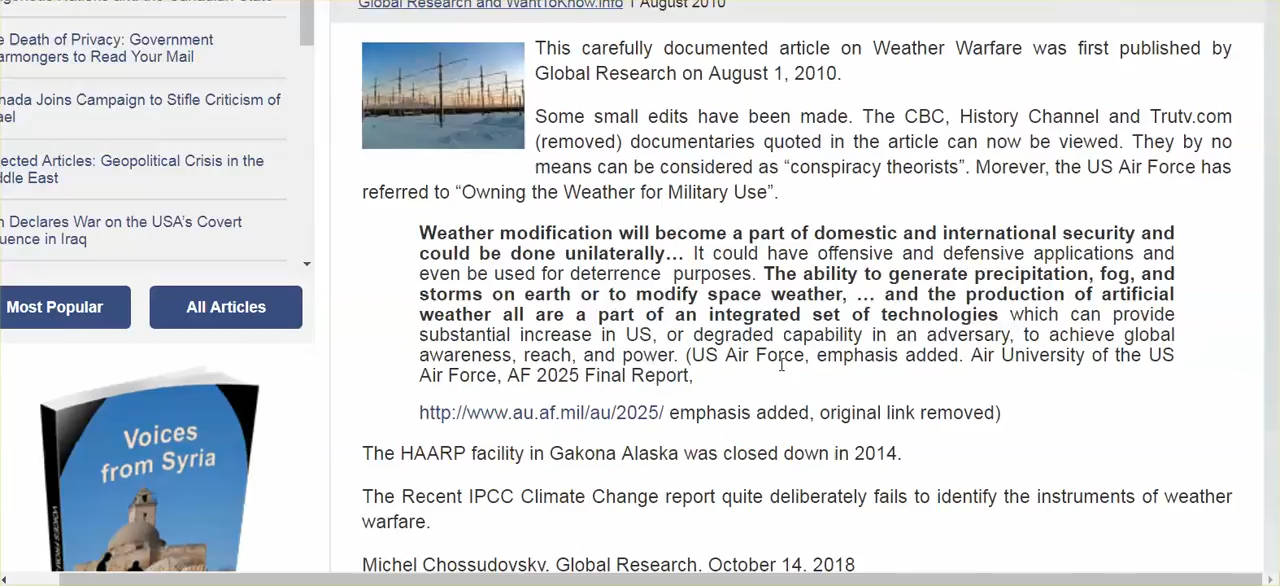 Global Research and WantToKnow.info 1 August 2010
e Death of Privacy: Government
armongers to Read Your Mail
nada Joins Campaign to Stifle Criticism of
ael
ected Articles: Geopolitical Crisis in the
ddle East
n Declares War on the USA's Covert
uence in Iraq
Most Popular
All Articles
Voices
from Syria
This carefully documented article on Weather Warfare was first published by
Global Research on August 1, 2010.
Some small edits have been made. The CBC, History Channel and Trutv.com
(removed) documentaries quoted in the article can now be viewed. They by no
means can be considered as “conspiracy theorists”. Morever, the US Air Force has
referred to “Owning the Weather for Military Use”.
Weather modification will become a part of domestic and international security and
could be done unilaterally… It could have offensive and defensive applications and
even be used for deterrence purposes. The ability to generate precipitation, fog, and
storms on earth or to modify space weather, … and the production of artificial
weather all are a part of an integrated set of technologies which can provide
substantial increase in US, or degraded capability in an adversary, to achieve global
awareness, reach, and power. (US Air Force, emphasis added. Air University of the US
Air Force, AF 2025 Final Report,
http://www.au.af.mil/au/2025/ emphasis added, original link removed)
The HAARP facility in Gakona Alaska was closed down in 2014.
The Recent IPCC Climate Change report quite deliberately fails to identify the instruments of weather
warfare.
Michel Chossudovsky, Global Research, October 14, 2018